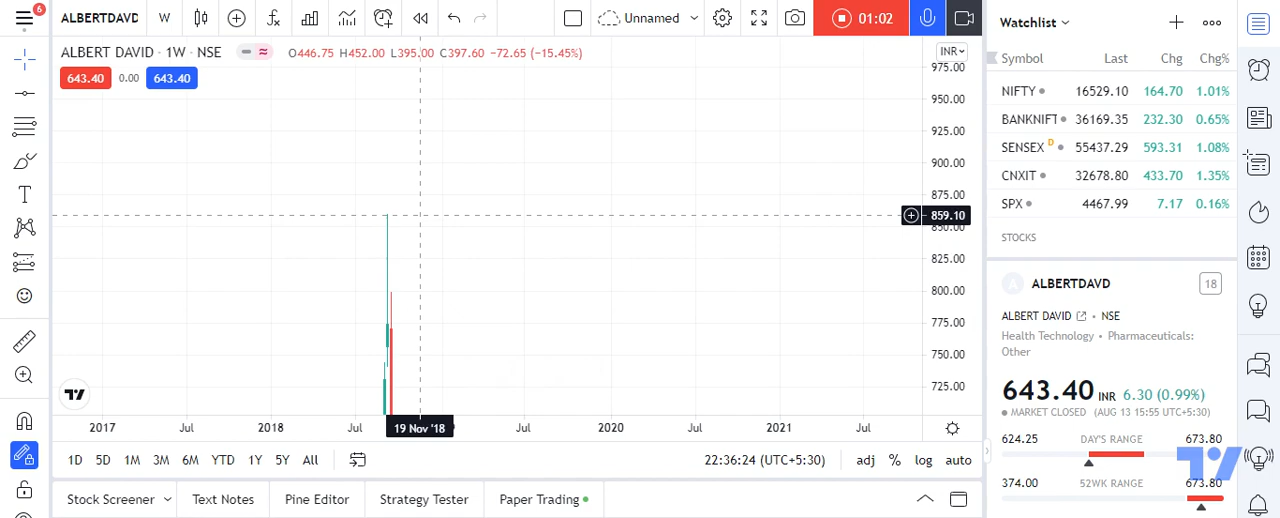 6
ALBERTDAVD W Unnamed 01:02
ALBERT DAVID · 1W · NSE O446.75 H452.00 L395.00 C397.60 −72.65 (−15.45%) INR
643.40 0.00 643.40
975.00
950.00
925.00
900.00
875.00
859.10
850.00
825.00
800.00
775.00
750.00
725.00
2017 Jul 2018 Jul 19 Nov '18 Jul 2020 Jul 2021 Jul
1D 5D 1M 3M 6M YTD 1Y 5Y All 22:36:24 (UTC+5:30) adj % log auto
Stock Screener Text Notes Pine Editor Strategy Tester Paper Trading
Watchlist
Symbol Last Chg Chg%
NIFTY 16529.10 164.70 1.01%
BANKNIFT 36169.35 232.30 0.65%
SENSEX D 55437.29 593.31 1.08%
CNXIT 32678.80 433.70 1.35%
SPX 4467.99 7.17 0.16%
STOCKS
A ALBERTDAVD 18
ALBERT DAVID • NSE
Health Technology • Pharmaceuticals:
Other
643.40 INR 6.30 (0.99%)
MARKET CLOSED (AUG 13 15:55 UTC+5:30)
624.25 DAY'S RANGE 673.80
374.00 52WK RANGE 673.80